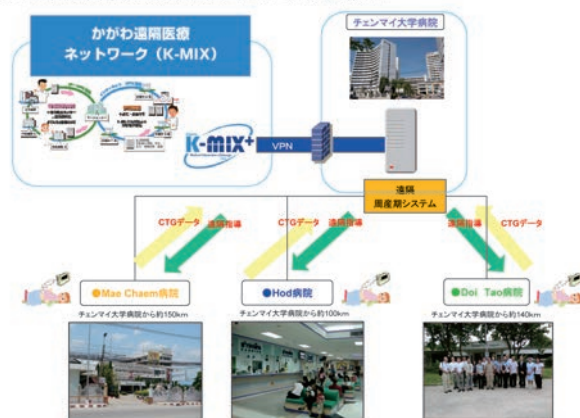 かがわ遠隔医療
ネットワーク（K-MIX）
チェンマイ大学病院
K-MIX+
VPN
遠隔
周産期システム
CTGデータ
遠隔指導
CTGデータ
遠隔指導
遠隔指導
CTGデータ
●Mae Chaem病院
●Hod病院
●Doi Tao病院
チェンマイ大学病院から約150km
チェンマイ大学病院から約100km
チェンマイ大学病院から約140km